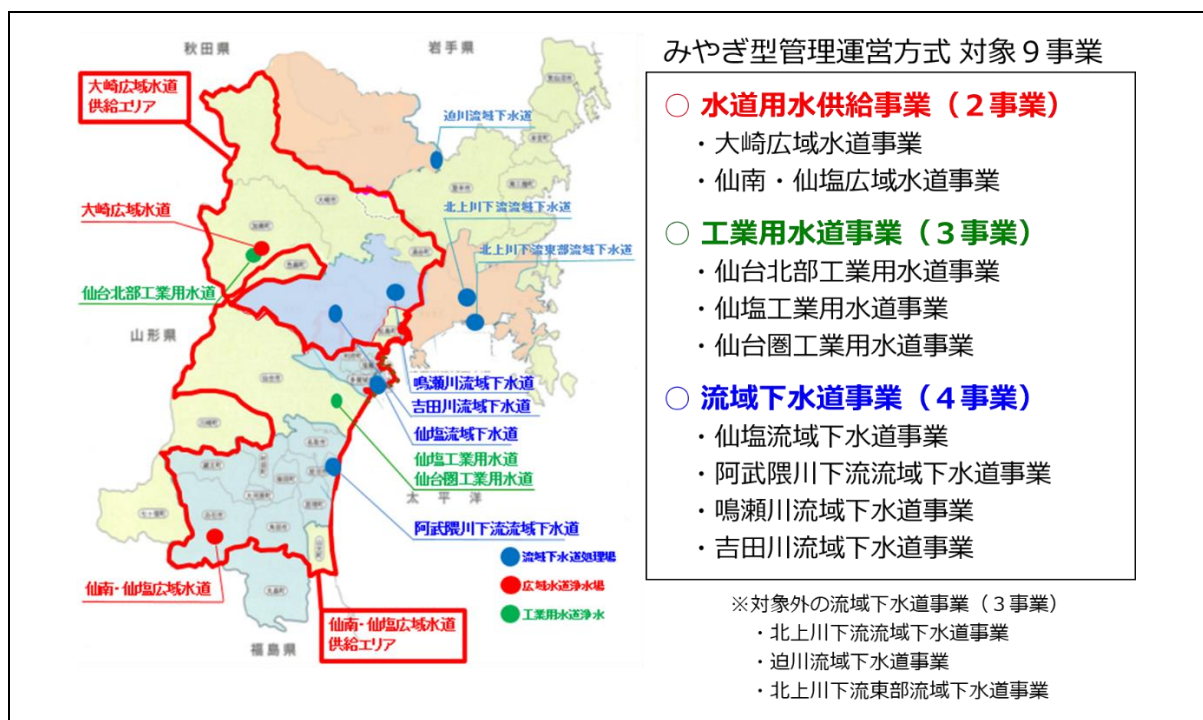 秋田県
岩手県
大崎広域水道
供給エリア
迫川流域下水道
大崎広域水道
北上川下流流域下水道
北上川下流東部流域下水道
仙台北部工業用水道
山形県
鳴瀬川流域下水道
吉田川流域下水道
仙塩流域下水道
仙塩工業用水道
仙台圏工業用水道
太平洋
阿武隈川下流流域下水道
仙南・仙塩広域水道
流域下水道処理場
広域水道浄水場
工業用水道浄水
仙南・仙塩広域水道
供給エリア
福島県
みやぎ型管理運営方式 対象9事業
○ 水道用水供給事業（2事業）
・大崎広域水道事業
・仙南・仙塩広域水道事業
○ 工業用水道事業（3事業）
・仙台北部工業用水道事業
・仙塩工業用水道事業
・仙台圏工業用水道事業
○ 流域下水道事業（4事業）
・仙塩流域下水道事業
・阿武隈川下流流域下水道事業
・鳴瀬川流域下水道事業
・吉田川流域下水道事業
※対象外の流域下水道事業（3事業）
・北上川下流流域下水道事業
・迫川流域下水道事業
・北上川下流東部流域下水道事業